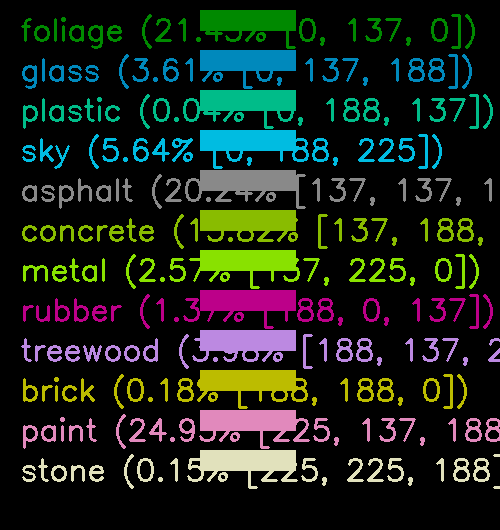 foliage (21.45% [0, 137, 0])
glass (3.61% [0, 137, 188])
plastic (0.04% [0, 188, 137])
sky (5.64% [0, 188, 225])
asphalt (20.24% [137, 137, 1
concrete (15.82% [137, 188,
metal (2.57% [137, 225, 0])
rubber (1.37% [188, 0, 137])
treewood (3.98% [188, 137, 2
brick (0.18% [188, 188, 0])
paint (24.95% [225, 137, 188
stone (0.15% [225, 225, 188]